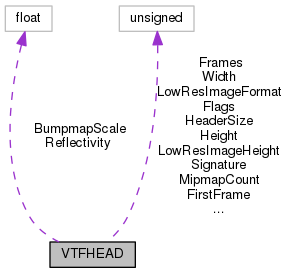 float
unsigned
BumpmapScale
Reflectivity
Frames
Width
LowResImageFormat
Flags
HeaderSize
Height
LowResImageHeight
Signature
MipmapCount
FirstFrame
...
VTFHEAD